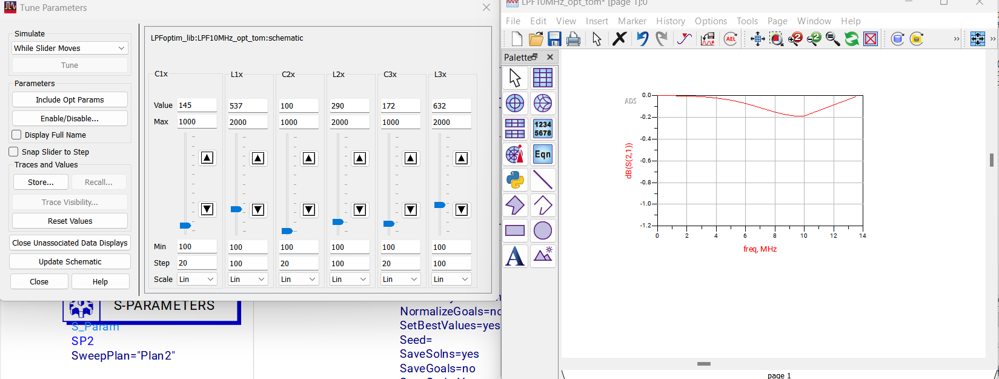 Tune Parameters
Simulate
While Slider Moves
Tune
Parameters
Include Opt Params
Enable/Disable...
Display Full Name
Snap Slider to Step
Traces and Values
Store...
Recall...
Trace Visibility...
Reset Values
Close Unassociated Data Displays
Update Schematic
Close
Help
LPFoptim_lib:LPF10MHz_opt_tom:schematic
C1x L1x C2x L2x C3x L3x
Value 145 537 100 290 172 632
Max 1000 2000 1000 2000 1000 2000
Min 100 100 100 100 100 100
Step 20 100 20 100 20 100
Scale Lin Lin Lin Lin Lin Lin
S-PARAMETERS
S_Param
SP2
SweepPlan="Plan2"
NormalizeGoals=no
SetBestValues=yes
Seed=
SaveSolns=yes
SaveGoals=no
LPF10MHz_opt_tom* [page 1]:0
File Edit View Insert Marker History Options Tools Page Window Help
AEL
+2
-2
»
»
Palette
1234
5678
Eqn
A
ADS
0.0
-0.2
-0.4
-0.6
-0.8
-1.0
-1.2
dB(S(2,1))
0 2 4 6 8 10 12 14
freq, MHz
page 1